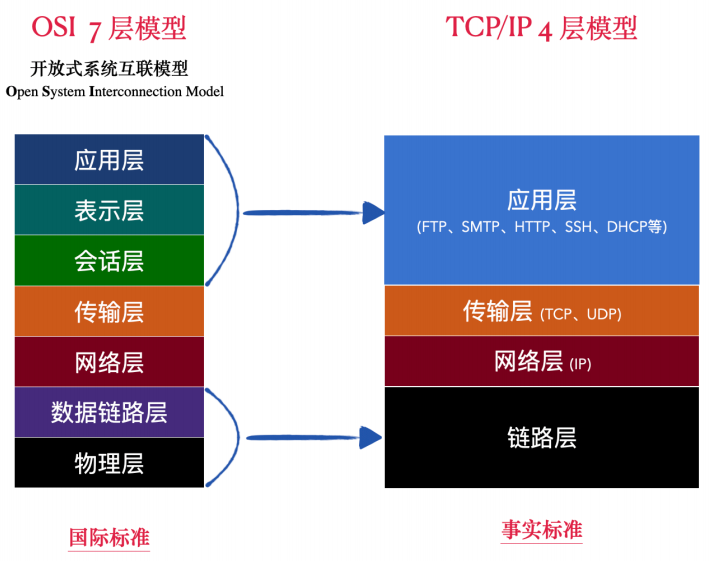 OSI 7 层模型
开放式系统互联模型
Open System Interconnection Model
应用层
表示层
会话层
传输层
网络层
数据链路层
物理层
国际标准
TCP/IP 4 层模型
应用层
(FTP、SMTP、HTTP、SSH、DHCP等)
传输层 (TCP、UDP)
网络层 (IP)
链路层
事实标准